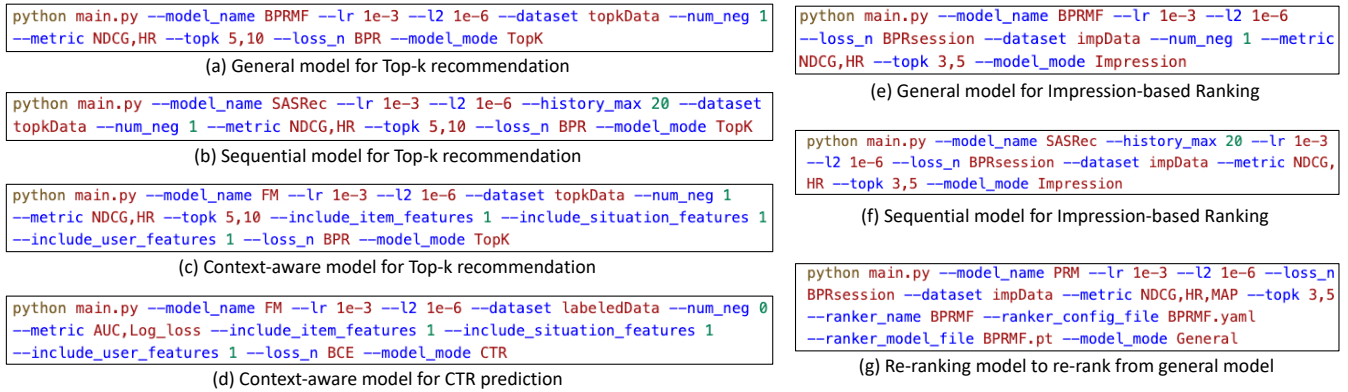 python main.py --model_name BPRMF --lr 1e-3 --l2 1e-6 --dataset topkData --num_neg 1
--metric NDCG,HR --topk 5,10 --loss_n BPR --model_mode TopK
(a) General model for Top-k recommendation
python main.py --model_name SASRec --lr 1e-3 --l2 1e-6 --history_max 20 --dataset
topkData --num_neg 1 --metric NDCG,HR --topk 5,10 --loss_n BPR --model_mode TopK
(b) Sequential model for Top-k recommendation
python main.py --model_name FM --lr 1e-3 --l2 1e-6 --dataset topkData --num_neg 1
--metric NDCG,HR --topk 5,10 --include_item_features 1 --include_situation_features 1
--include_user_features 1 --loss_n BPR --model_mode TopK
(c) Context-aware model for Top-k recommendation
python main.py --model_name FM --lr 1e-3 --l2 1e-6 --dataset labeledData --num_neg 0
--metric AUC,Log_loss --include_item_features 1 --include_situation_features 1
--include_user_features 1 --loss_n BCE --model_mode CTR
(d) Context-aware model for CTR prediction
python main.py --model_name BPRMF --lr 1e-3 --l2 1e-6
--loss_n BPRsession --dataset impData --num_neg 1 --metric
NDCG,HR --topk 3,5 --model_mode Impression
(e) General model for Impression-based Ranking
python main.py --model_name SASRec --history_max 20 --lr 1e-3
--l2 1e-6 --loss_n BPRsession --dataset impData --metric NDCG,
HR --topk 3,5 --model_mode Impression
(f) Sequential model for Impression-based Ranking
python main.py --model_name PRM --lr 1e-3 --l2 1e-6 --loss_n
BPRsession --dataset impData --metric NDCG,HR,MAP --topk 3,5
--ranker_name BPRMF --ranker_config_file BPRMF.yaml
--ranker_model_file BPRMF.pt --model_mode General
(g) Re-ranking model to re-rank from general model